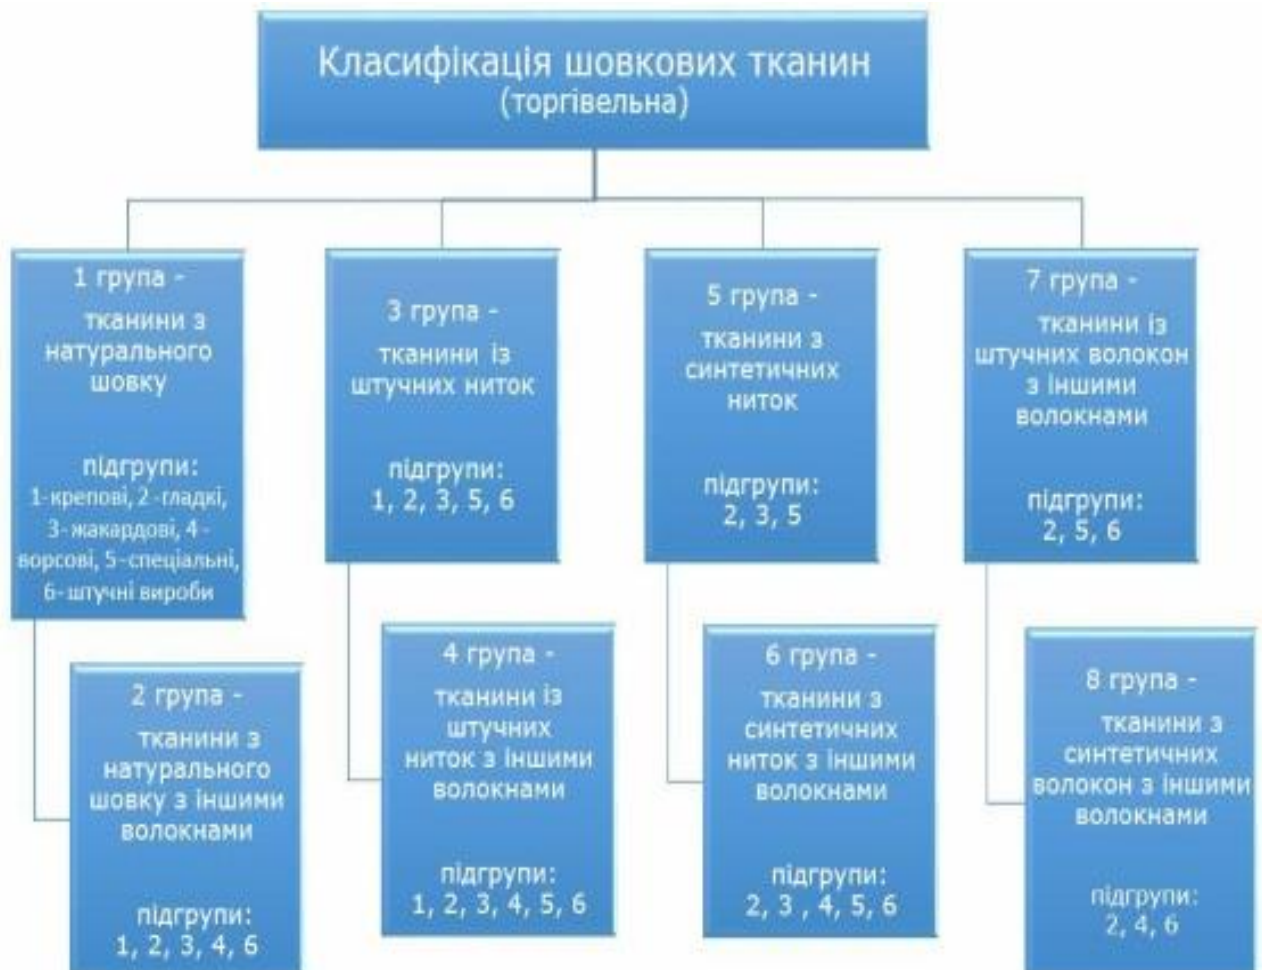 Класифікація шовкових тканин
(торгівельна)
1 група -
тканини з
натурального
шовку
підгрупи:
1-крепові, 2-гладкі,
3-жакардові, 4-
ворсові, 5-спеціальні,
6-штучні вироби
2 група -
тканини з
натурального
шовку з іншими
волокнами
підгрупи:
1, 2, 3, 4, 6
3 група -
тканини із
штучних ниток
підгрупи:
1, 2, 3, 5, 6
4 група -
тканини із
штучних
ниток з іншими
волокнами
підгрупи:
1, 2, 3, 4, 5, 6
5 група -
тканини з
синтетичних
ниток
підгрупи:
2, 3, 5
6 група -
тканини з
синтетичних
ниток з іншими
волокнами
підгрупи:
2, 3 , 4, 5, 6
7 група -
тканини із
штучних волокон
з іншими
волокнами
підгрупи:
2, 5, 6
8 група -
тканини з
синтетичних
волокон з іншими
волокнами
підгрупи:
2, 4, 6